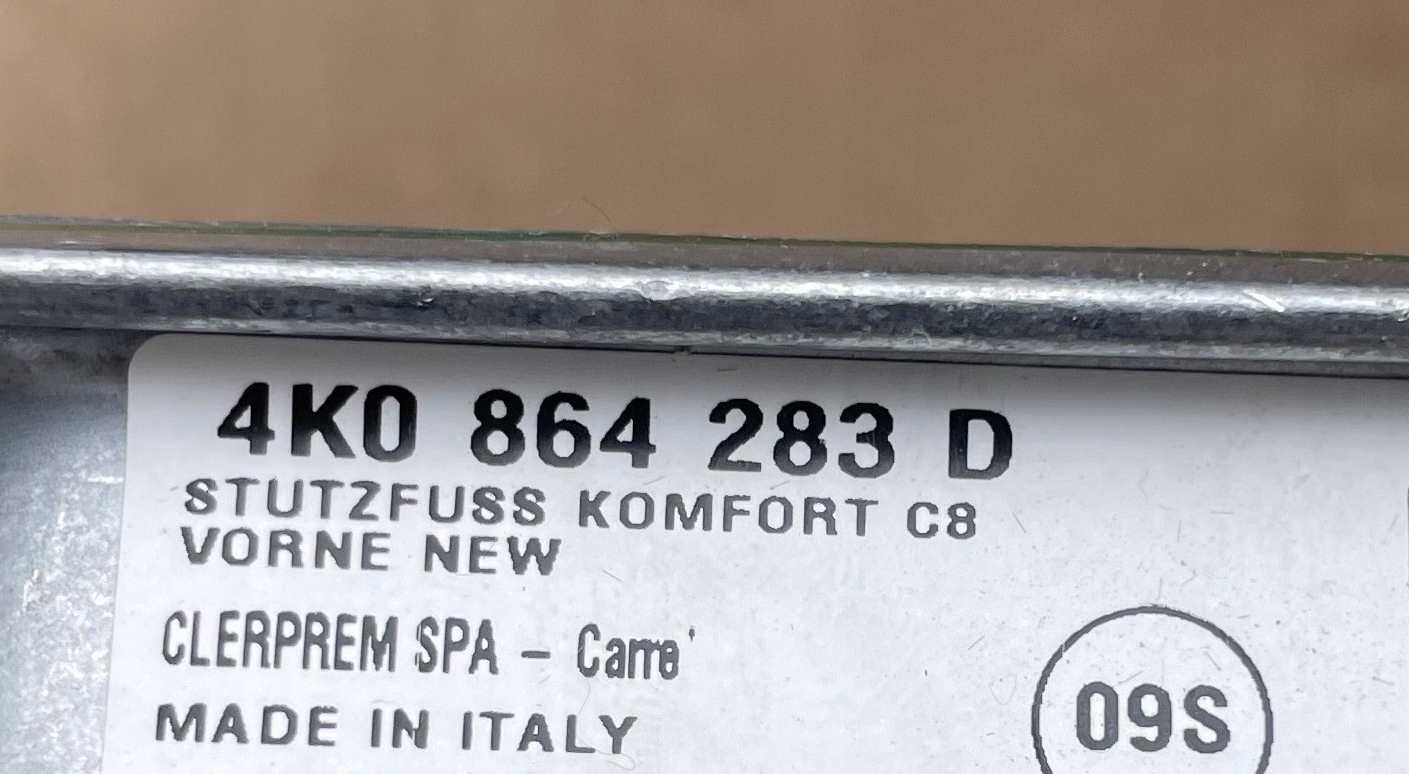 4K0 864 283 D
STUTZFUSS KOMFORT C8
VORNE NEW
CLERPREM SPA - Carre'
MADE IN ITALY
09S